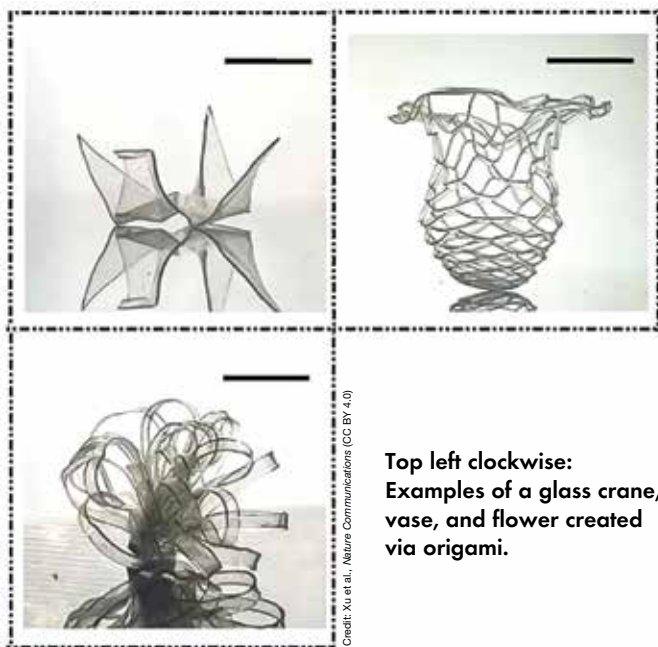 Credit: Xu et al., Nature Communications (CC BY 4.0)
Top left clockwise:
Examples of a glass crane,
vase, and flower created
via origami.